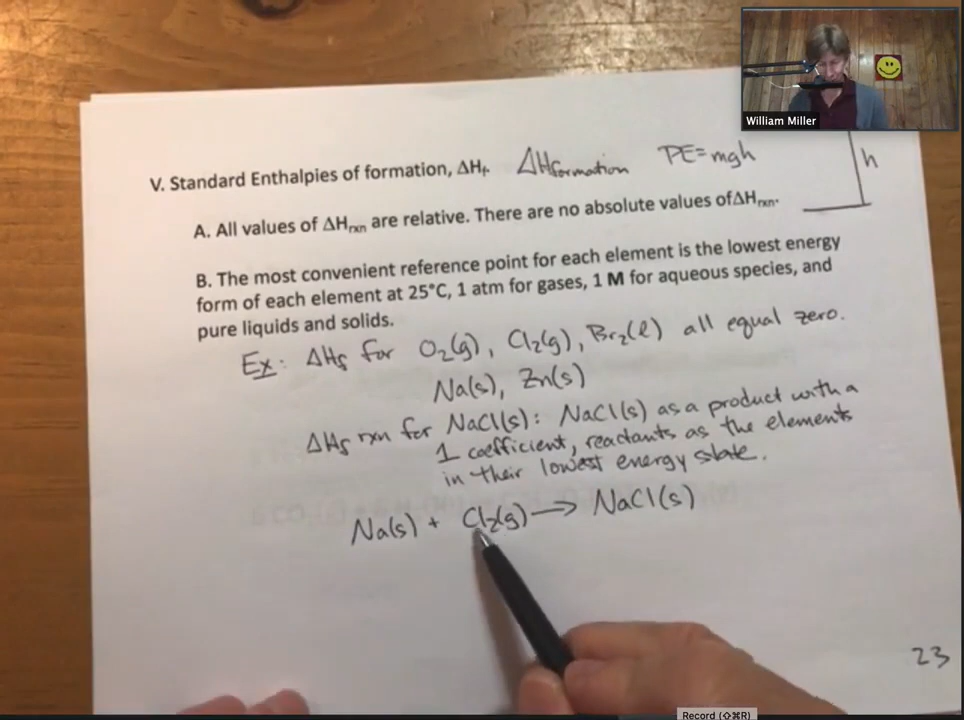 William Miller
V. Standard Enthalpies of formation, ΔHf. ΔHformation PE=mgh
h
A. All values of ΔHrxn are relative. There are no absolute values ofΔHrxn.
B. The most convenient reference point for each element is the lowest energy
form of each element at 25°C, 1 atm for gases, 1 M for aqueous species, and
pure liquids and solids.
Ex: ΔHf for O₂(g), Cl₂(g), Br₂(l) all equal zero.
Na(s), Zn(s)
ΔHf rxn for NaCl(s): NaCl(s) as a product with a
1 coefficient, reactants as the elements
in their lowest energy state.
Na(s) + Cl₂(g) → NaCl(s)
23
Record (⇧⌘R)